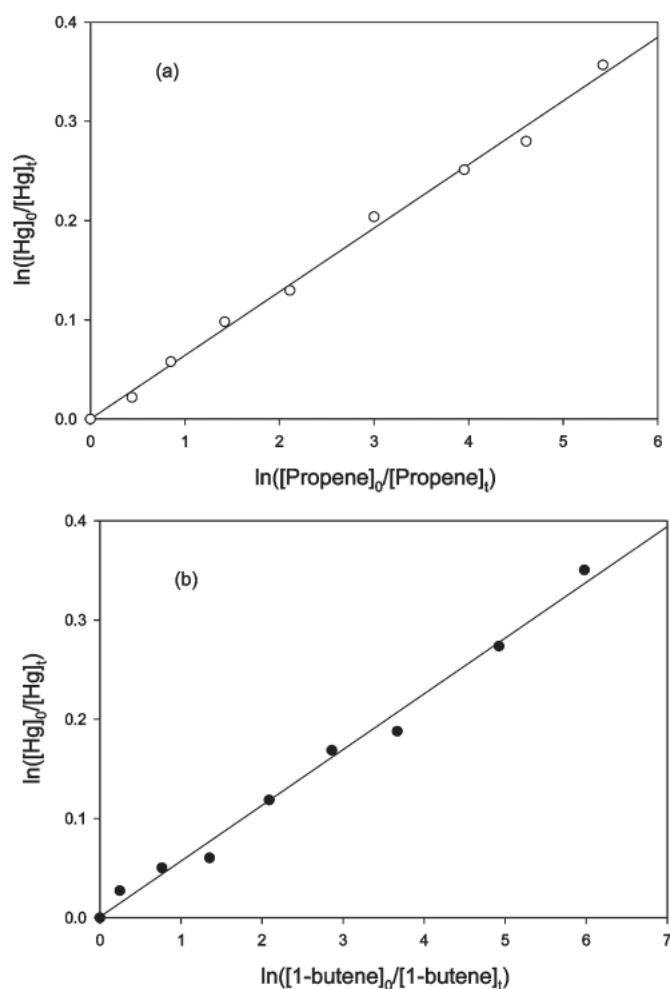 0.4
(a)
0.3
ln([Hg]₀/[Hg]ₜ)
0.2
0.1
0.0
0 1 2 3 4 5 6
ln([Propene]₀/[Propene]ₜ)
0.4
(b)
0.3
ln([Hg]₀/[Hg]ₜ)
0.2
0.1
0.0
0 1 2 3 4 5 6 7
ln([1-butene]₀/[1-butene]ₜ)